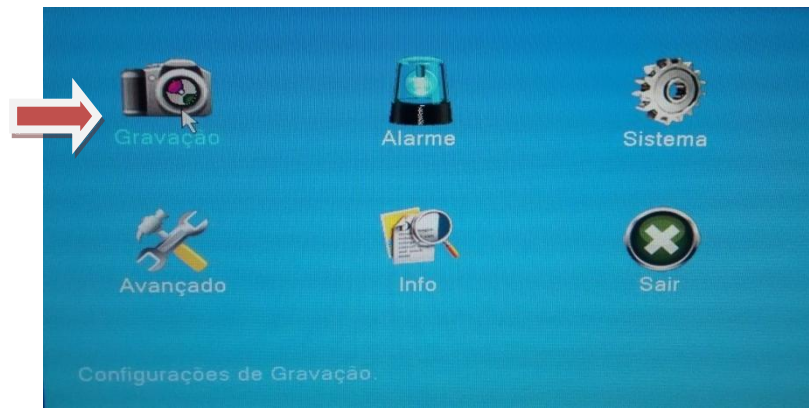 Gravação
Alarme
Sistema
Avançado
Info
Sair
Configurações de Gravação.